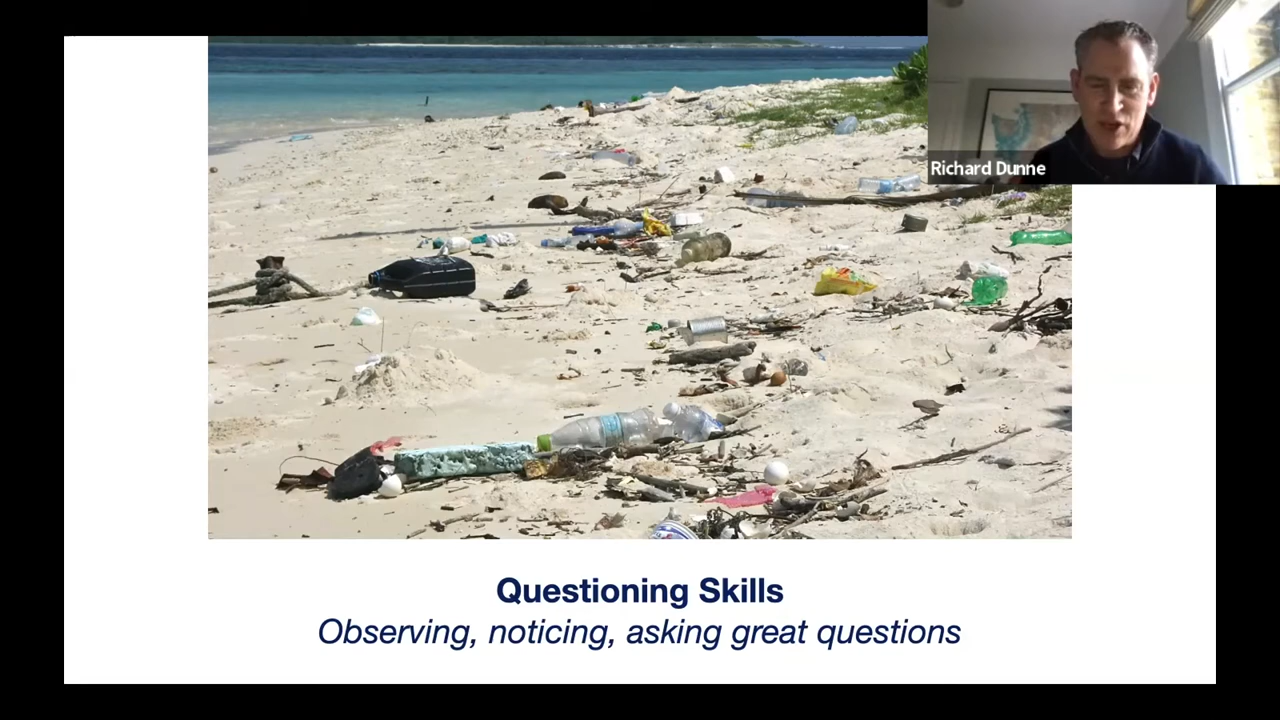 Richard Dunne
Questioning Skills
Observing, noticing, asking great questions